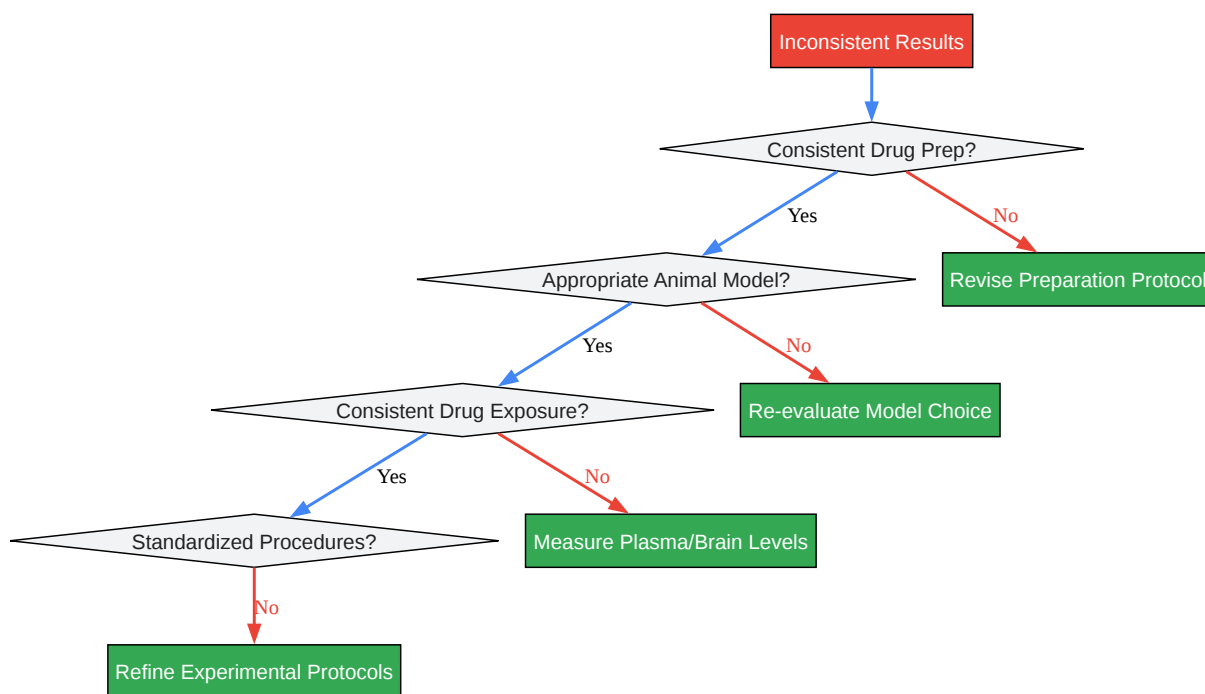 Inconsistent Results
Consistent Drug Prep?
Yes
No
Appropriate Animal Model?
Revise Preparation Protocol
Yes
No
Consistent Drug Exposure?
Re-evaluate Model Choice
Yes
No
Standardized Procedures?
Measure Plasma/Brain Levels
No
Refine Experimental Protocols